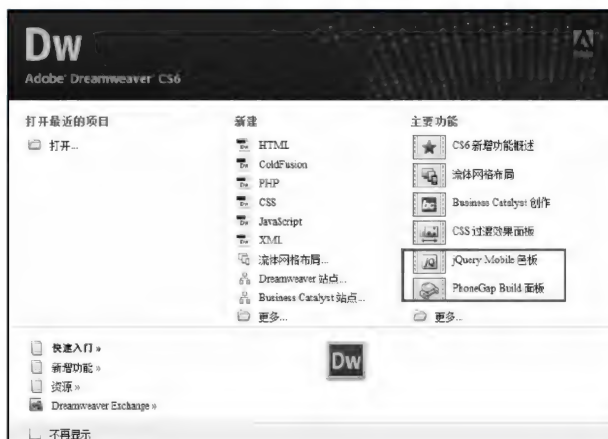 Dw
Adobe Dreamweaver CS6
打开最近的项目
打开...
新建
HTML
ColdFusion
PHP
CSS
JavaScript
XML
流体网格布局...
Dreamweaver 站点...
Business Catalyst 站点...
更多...
主要功能
CS6 新增功能概述
流体网格布局
Business Catalyst 创作
CSS 过渡效果面板
jQuery Mobile 色板
PhoneGap Build 面板
更多...
快速入门 »
新增功能 »
资源 »
Dreamweaver Exchange »
Dw
不再显示